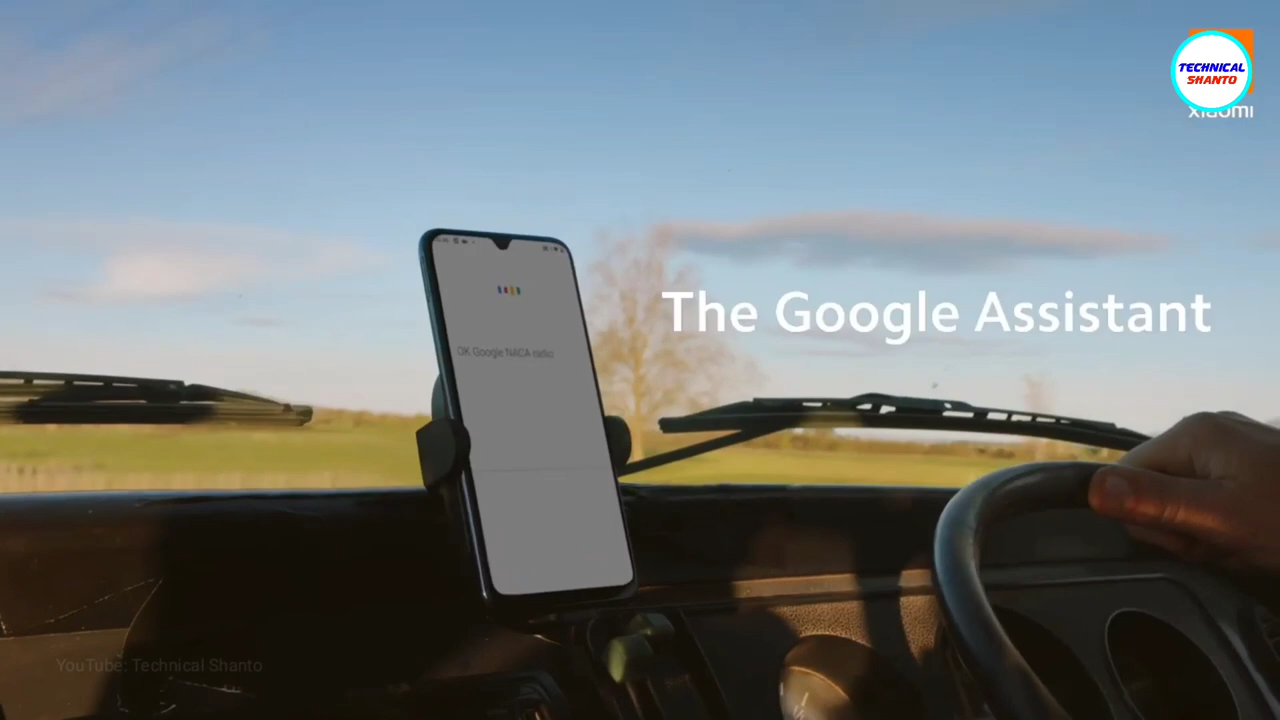 TECHNICAL
SHANTO
xiaomi
The Google Assistant
OK Google NACA radio
YouTube: Technical Shanto